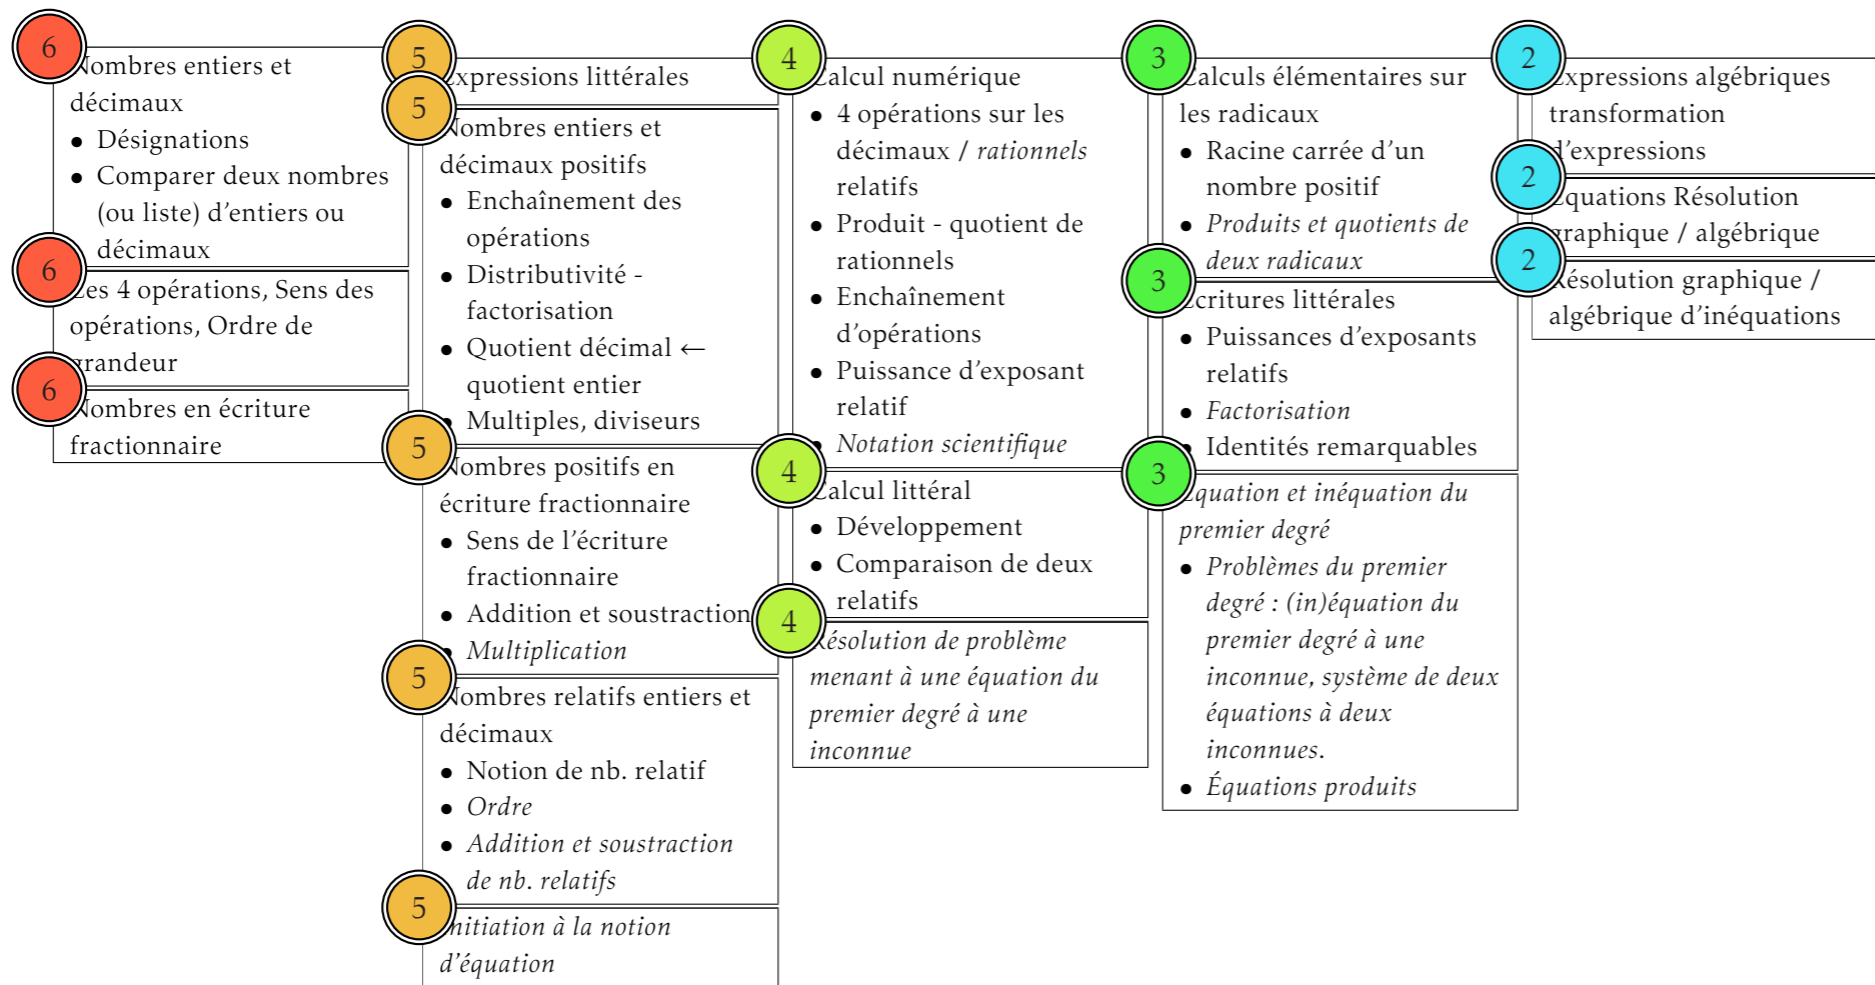 6
Nombres entiers et
décimaux
• Désignations
• Comparer deux nombres
(ou liste) d'entiers ou
décimaux
6
Les 4 opérations, Sens des
opérations, Ordre de
grandeur
6
Nombres en écriture
fractionnaire
5
Expressions littérales
5
Nombres entiers et
décimaux positifs
• Enchaînement des
opérations
• Distributivité -
factorisation
• Quotient décimal ←
quotient entier
• Multiples, diviseurs
5
Nombres positifs en
écriture fractionnaire
• Sens de l'écriture
fractionnaire
• Addition et soustraction
• Multiplication
5
Nombres relatifs entiers et
décimaux
• Notion de nb. relatif
• Ordre
• Addition et soustraction
de nb. relatifs
5
Initiation à la notion
d'équation
4
Calcul numérique
• 4 opérations sur les
décimaux / rationnels
relatifs
• Produit - quotient de
rationnels
• Enchaînement
d'opérations
• Puissance d'exposant
relatif
• Notation scientifique
4
Calcul littéral
• Développement
• Comparaison de deux
relatifs
4
Résolution de problème
menant à une équation du
premier degré à une
inconnue
3
Calculs élémentaires sur
les radicaux
• Racine carrée d'un
nombre positif
• Produits et quotients de
deux radicaux
3
Écritures littérales
• Puissances d'exposants
relatifs
• Factorisation
• Identités remarquables
3
Équation et inéquation du
premier degré
• Problèmes du premier
degré : (in)équation du
premier degré à une
inconnue, système de deux
équations à deux
inconnues.
• Équations produits
2
Expressions algébriques
transformation
d'expressions
2
Équations Résolution
graphique / algébrique
2
Résolution graphique /
algébrique d'inéquations